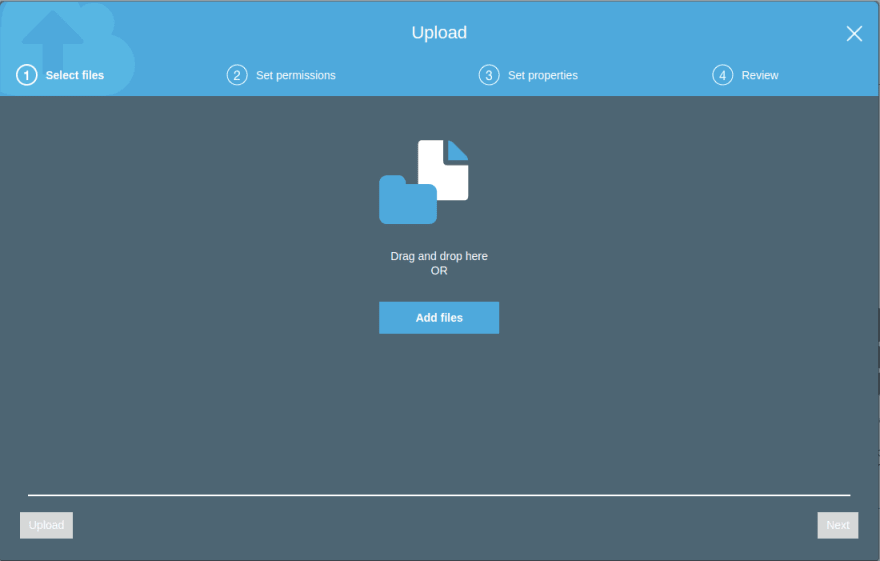 Upload
1 Select files
2 Set permissions
3 Set properties
4 Review
Drag and drop here
OR
Add files
Upload
Next